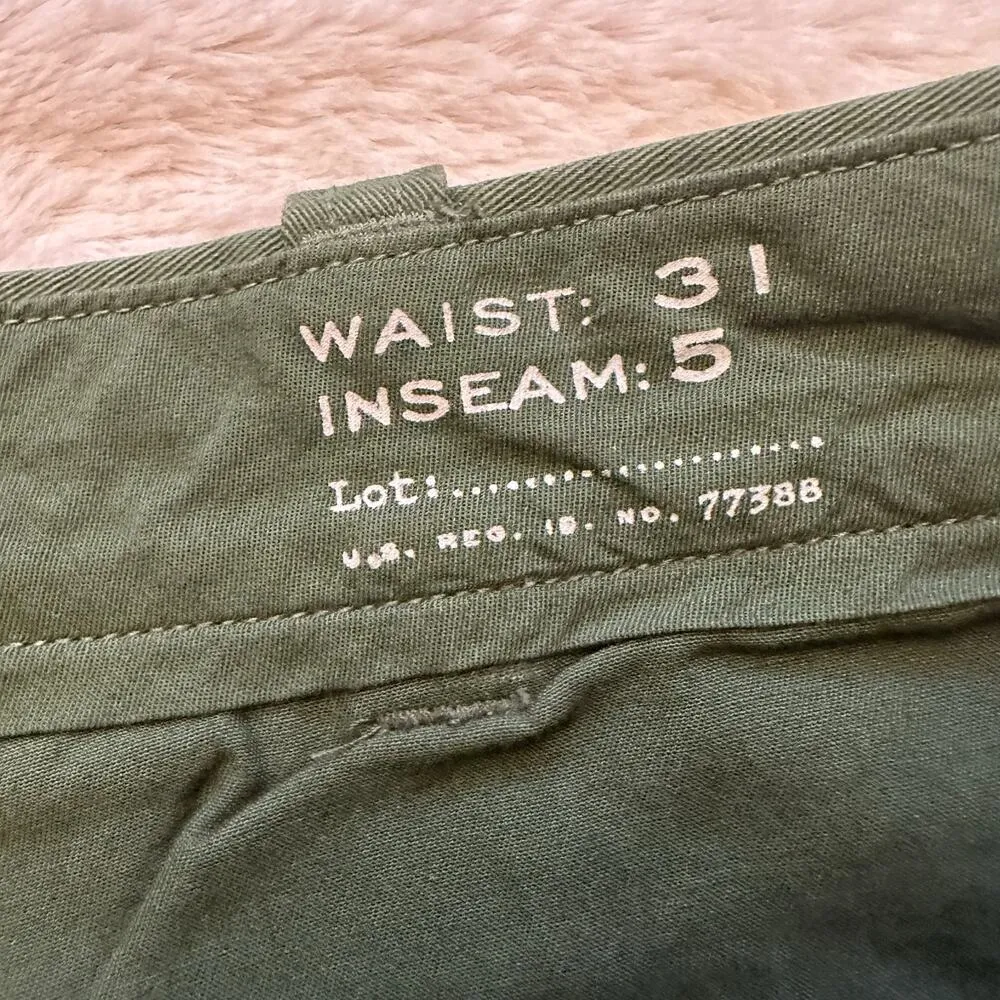 WAIST: 31
INSEAM: 5
Lot:......................
U.S. REG. ID. NO. 77388